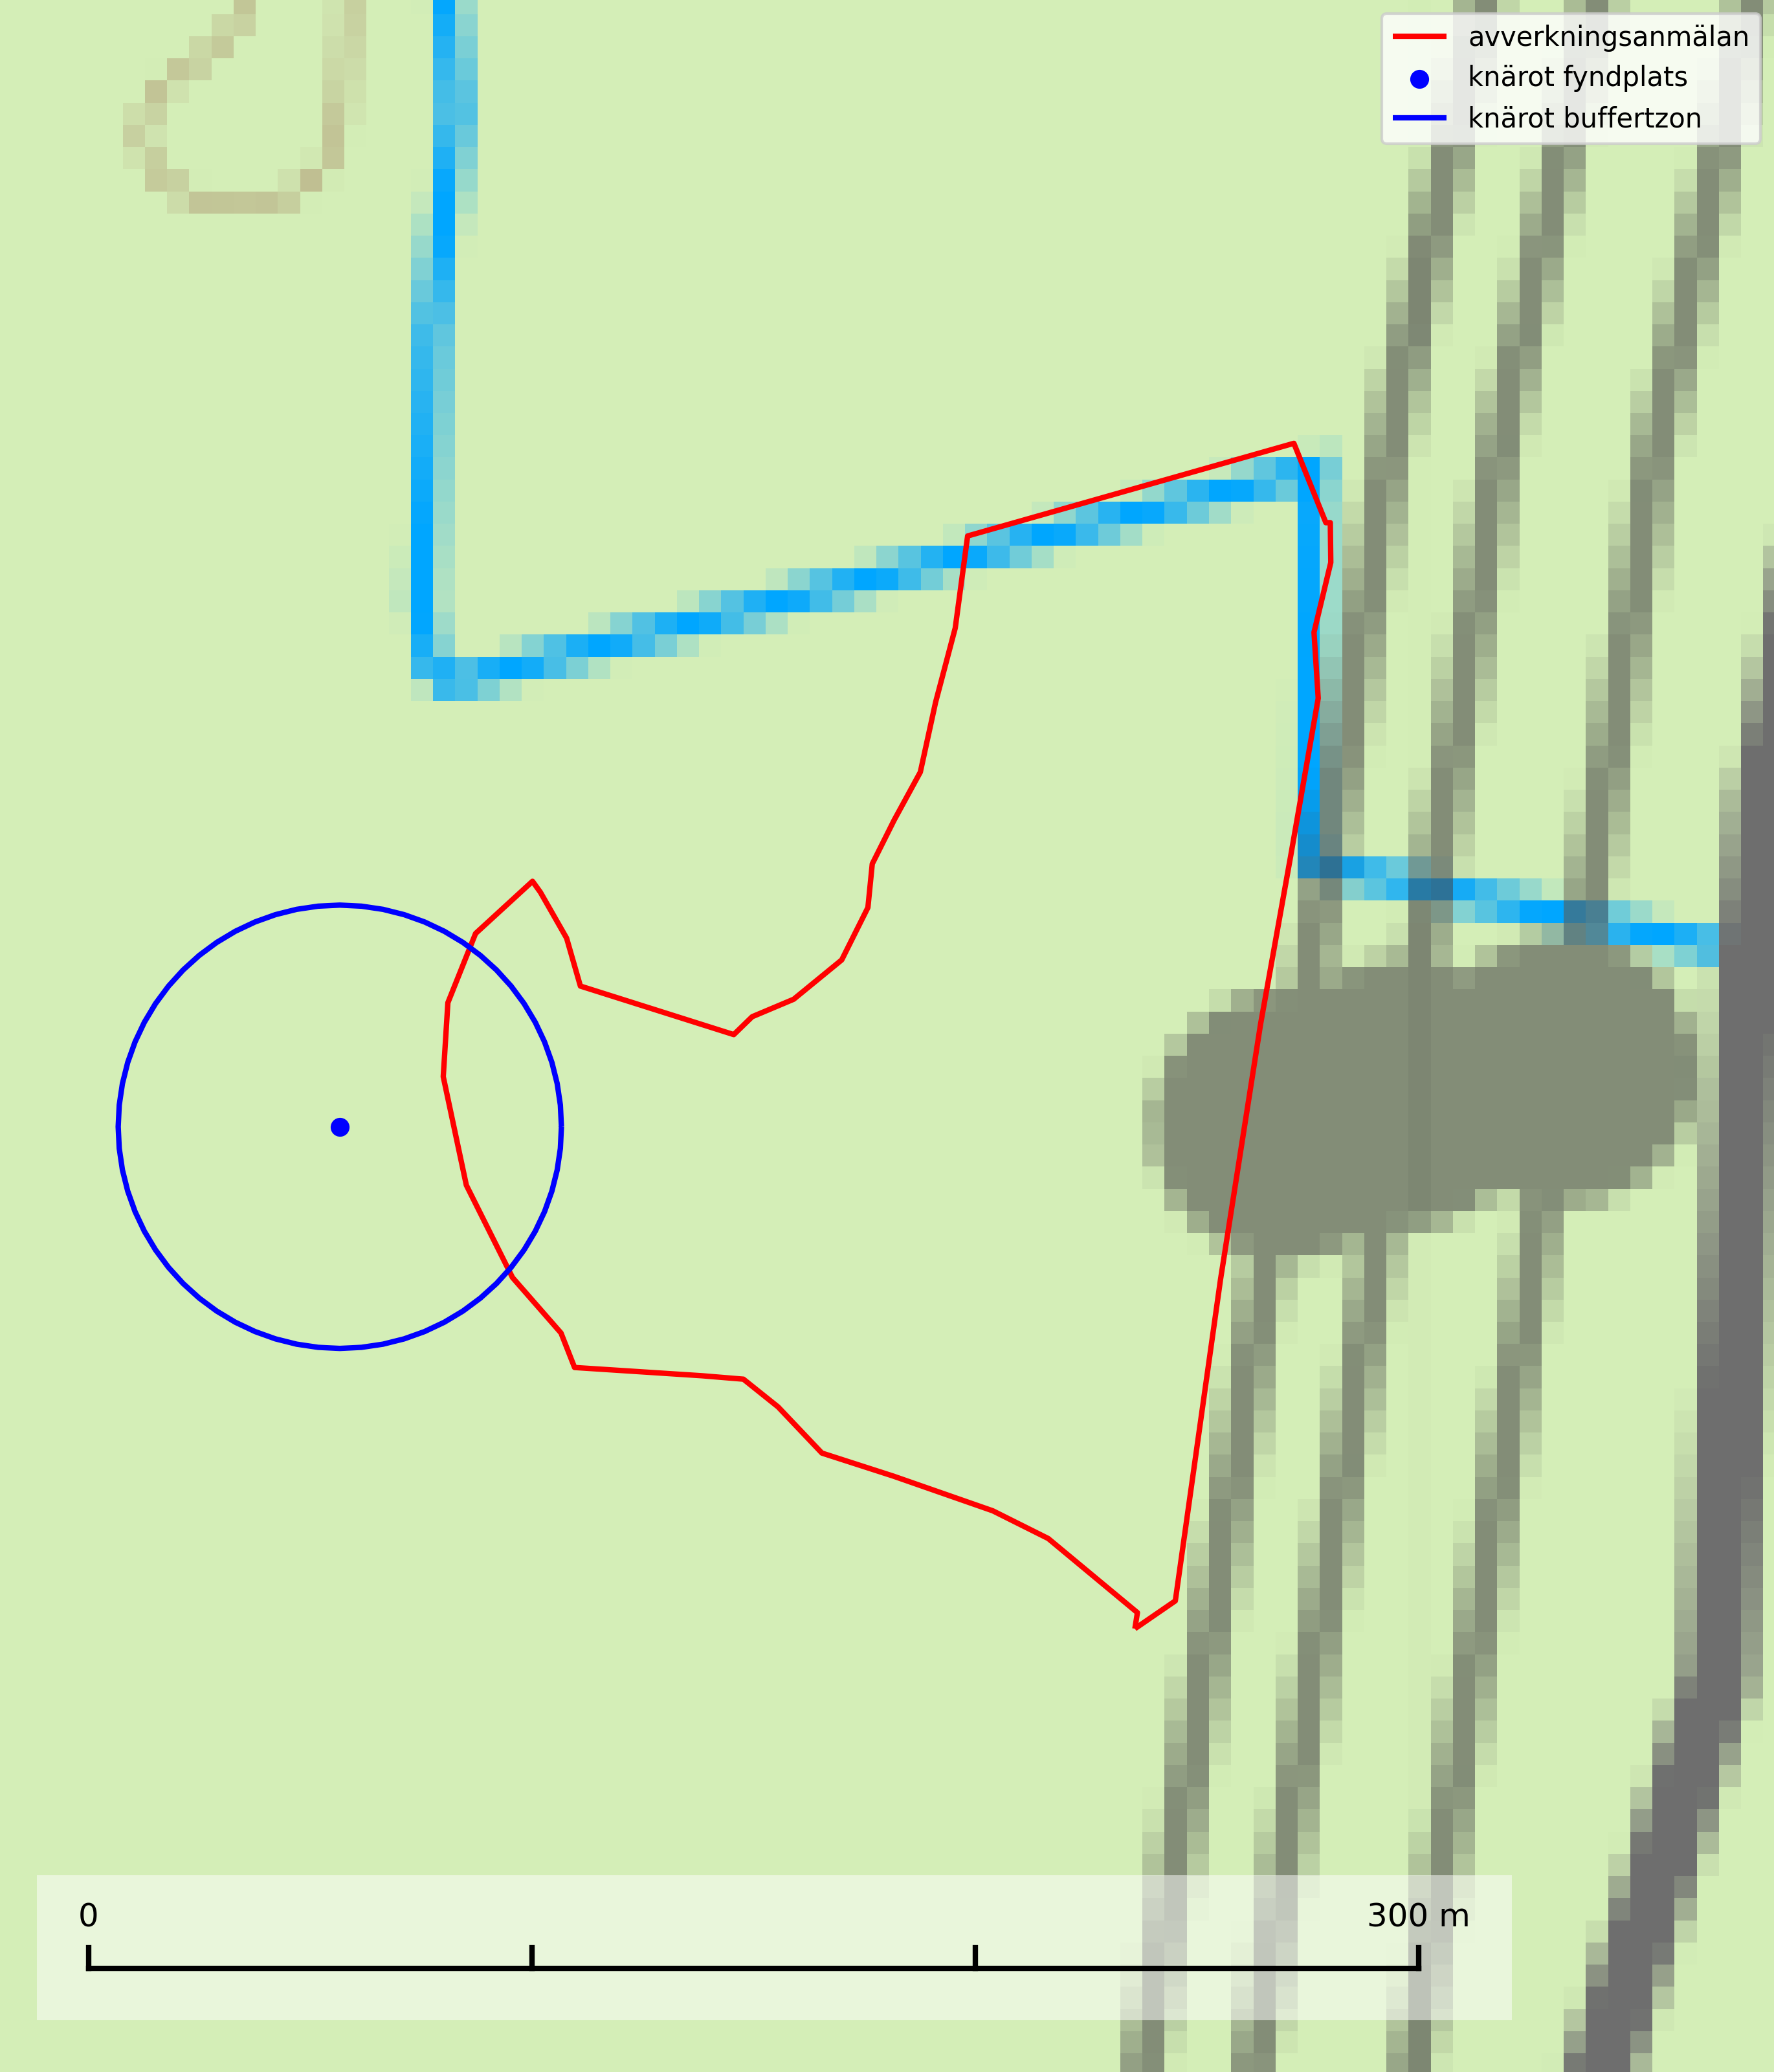 avverkningsanmälan
knärot fyndplats
knärot buffertzon
0 300 m